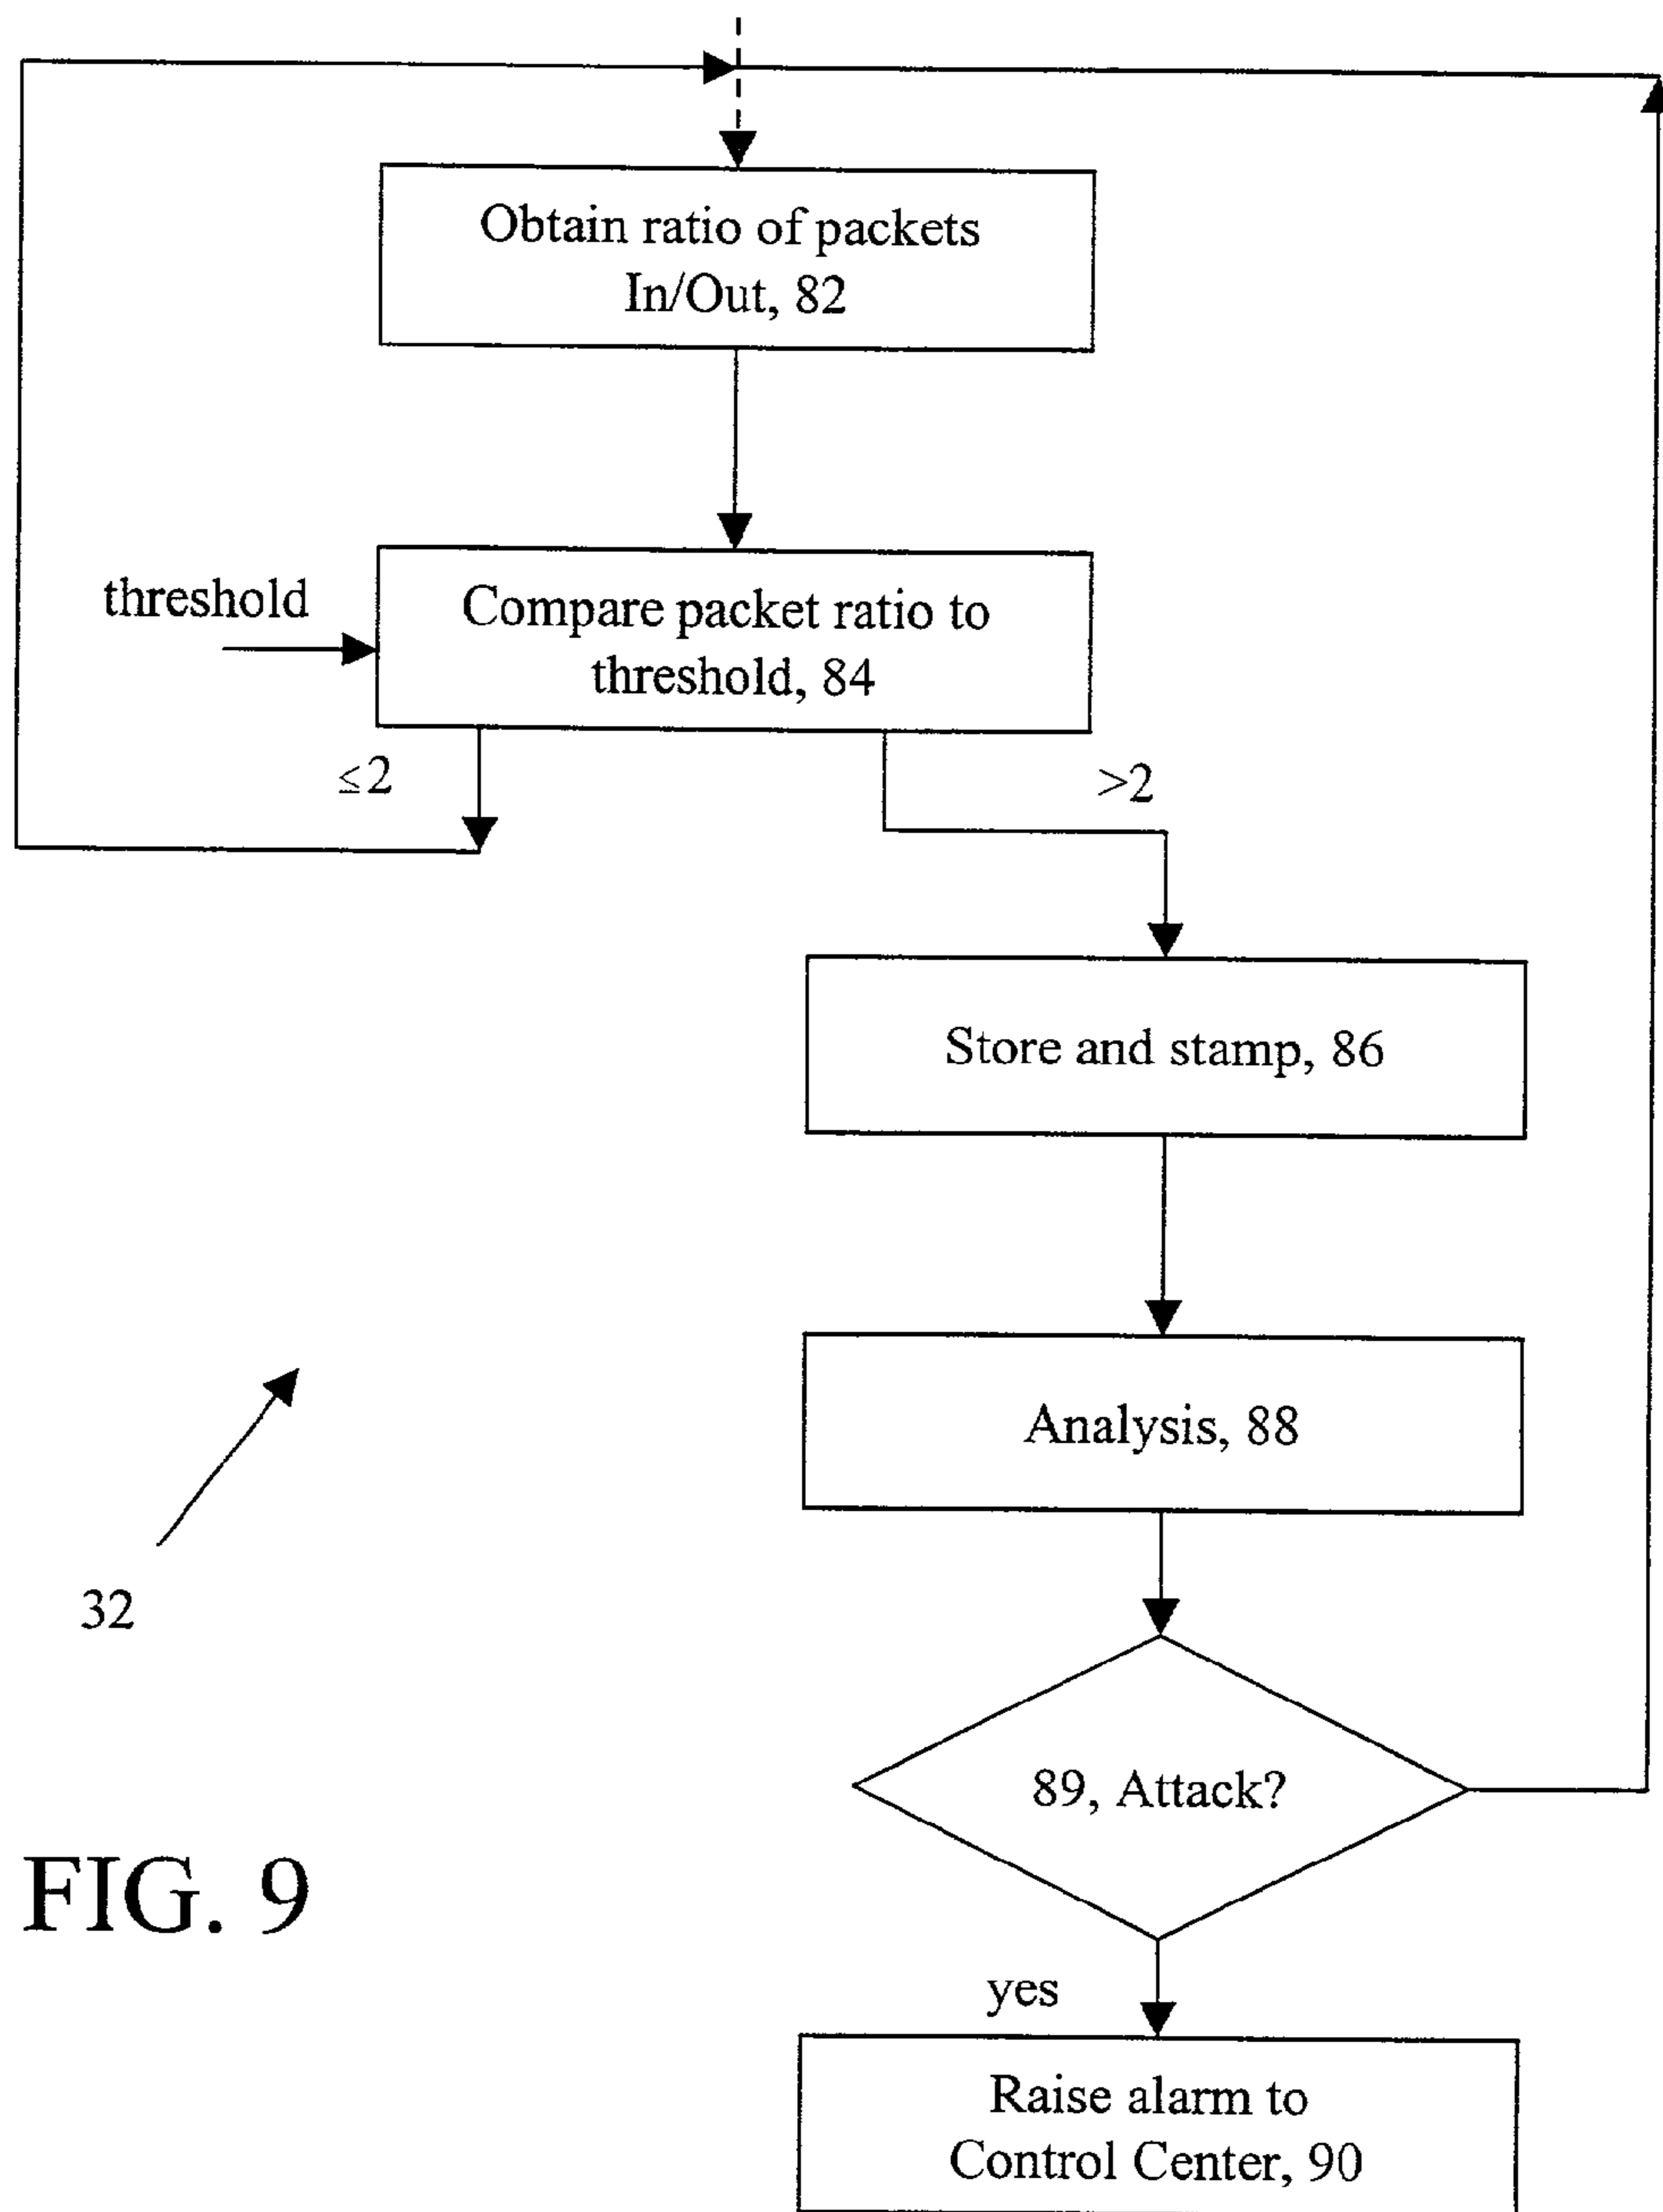 Obtain ratio of packets
In/Out, 82
threshold
Compare packet ratio to
threshold, 84
≤2
>2
Store and stamp, 86
Analysis, 88
32
89, Attack?
FIG. 9
yes
Raise alarm to
Control Center, 90